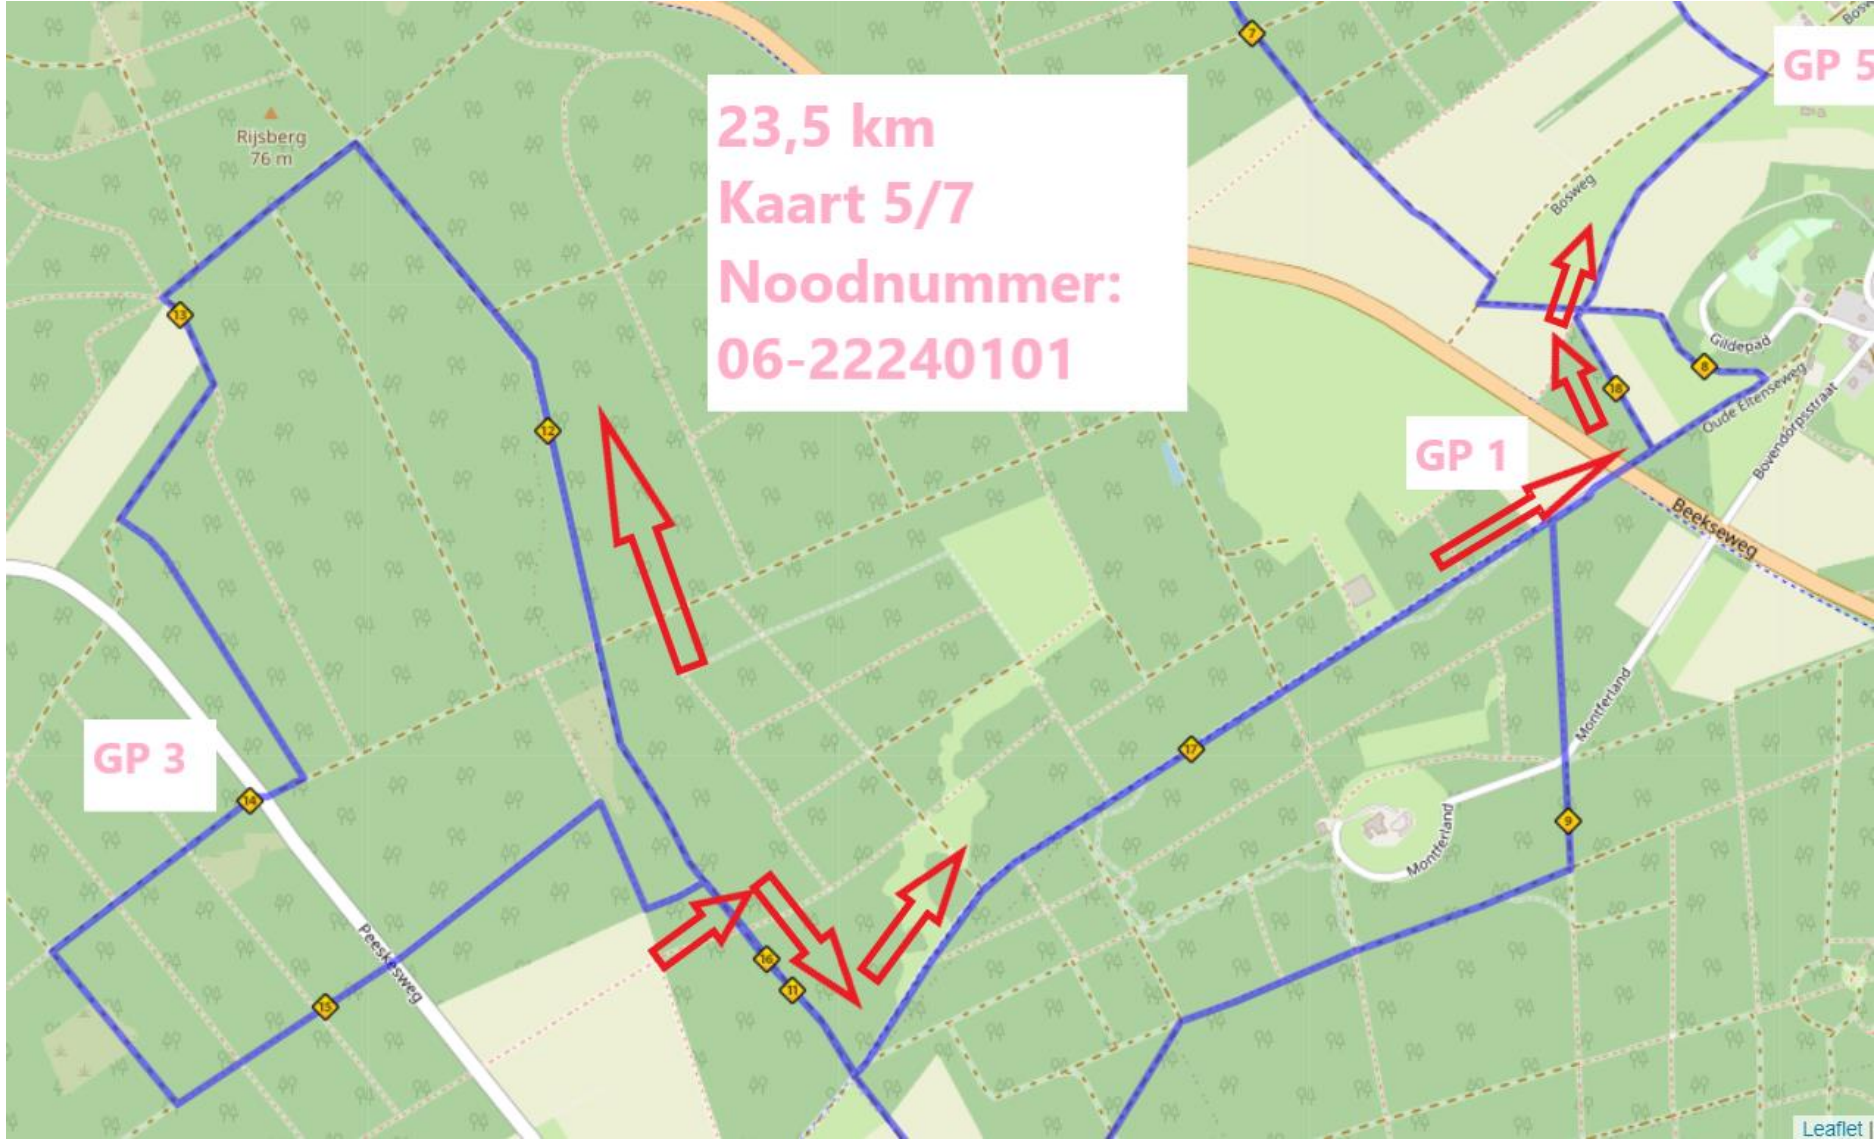 7
Bosw
GP 5
Rijsberg
76 m
23,5 km
Kaart 5/7
Noodnummer:
06-22240101
Bosweg
13
Gildepad
8
18
Oude Eltenseweg
Bovendorpsstraat
12
GP 1
Beekseweg
Montferland
17
GP 3
14
9
Montferland
Peeskesweg
16
11
15
Leaflet